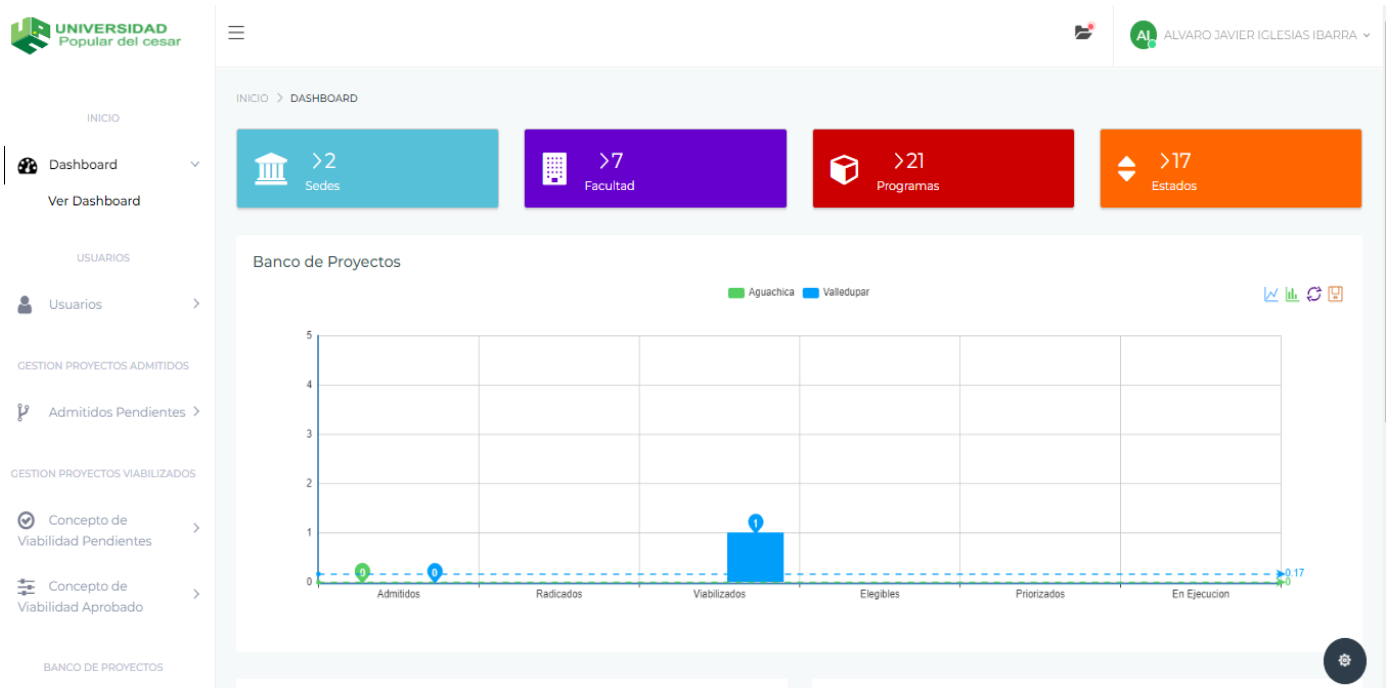 UNIVERSIDAD
Popular del cesar
ALVARO JAVIER IGLESIAS IBARRA
INICIO > DASHBOARD
INICIO
Dashboard
Ver Dashboard
USUARIOS
Usuarios
GESTION PROYECTOS ADMITIDOS
Admitidos Pendientes
GESTION PROYECTOS VIABILIZADOS
Concepto de
Viabilidad Pendientes
Concepto de
Viabilidad Aprobado
BANCO DE PROYECTOS
>2
Sedes
>7
Facultad
>21
Programas
>17
Estados
Banco de Proyectos
Aguachica Valledupar
5
4
3
2
1
0
0
0
1
0.17
0
Admitidos Radicados Viabilizados Elegibles Priorizados En Ejecucion